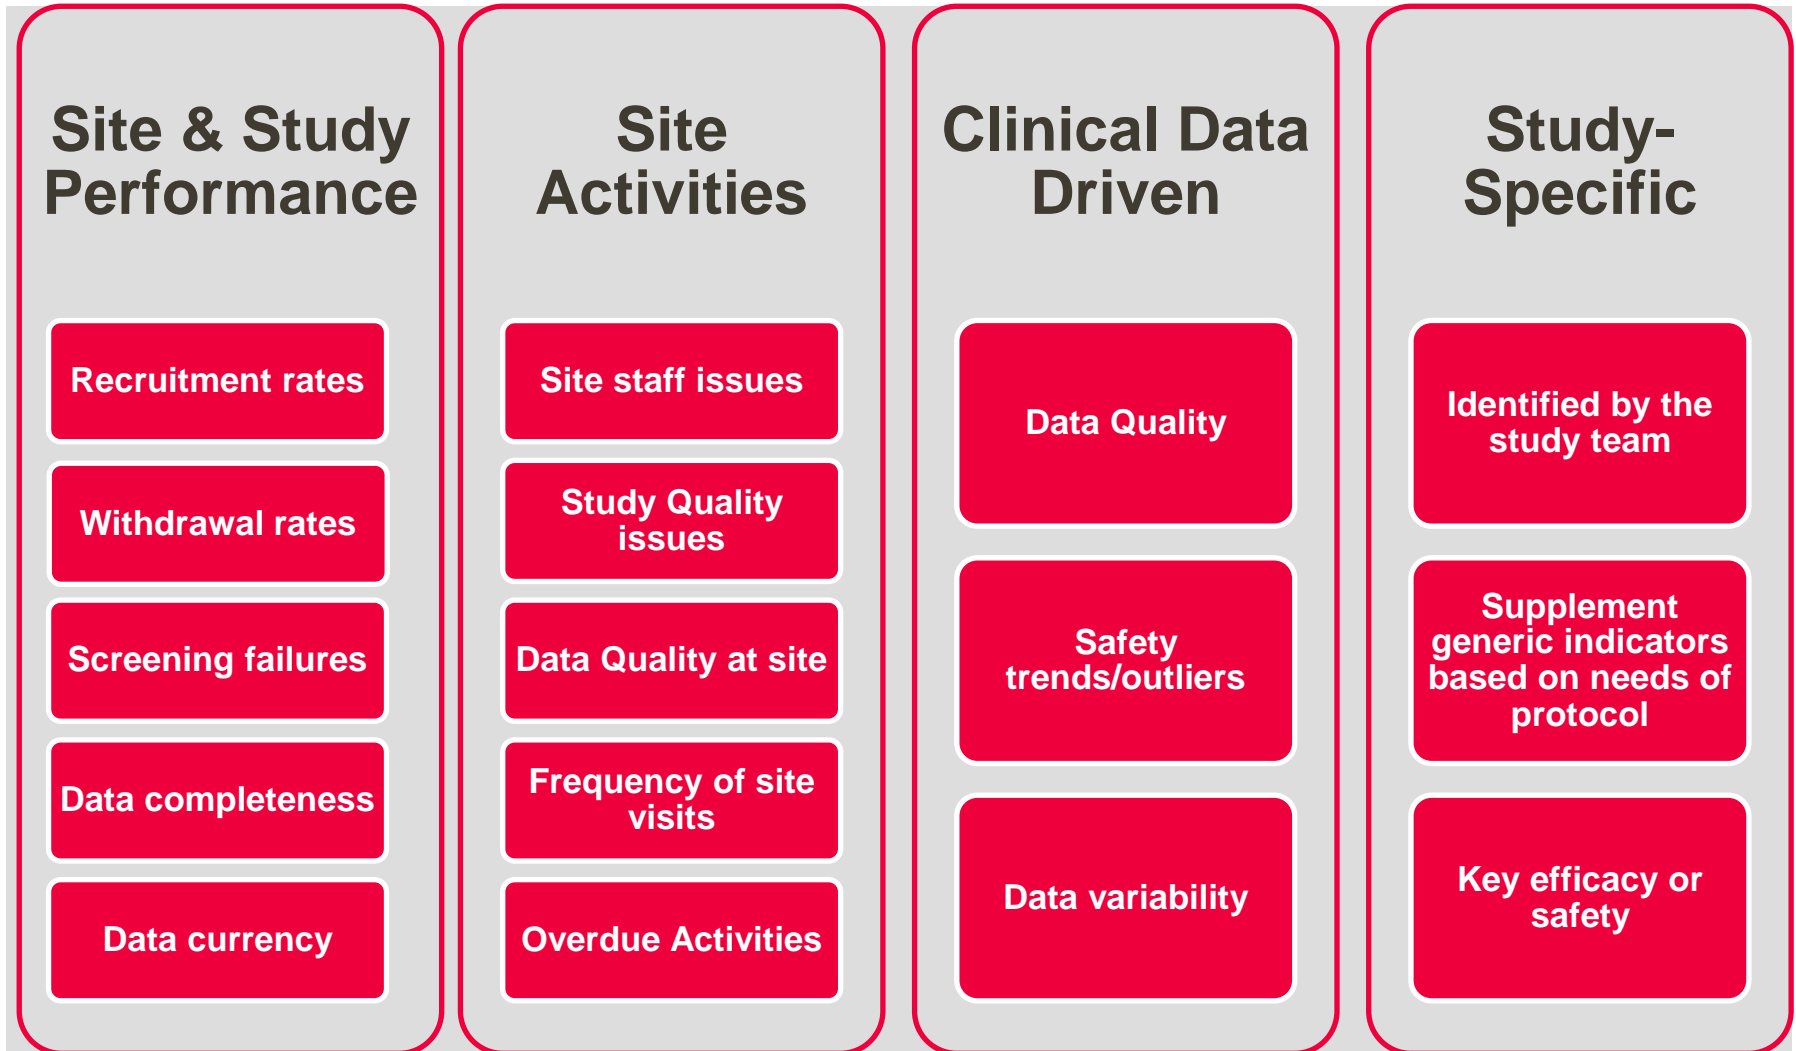 Site & Study
Performance
Recruitment rates
Withdrawal rates
Screening failures
Data completeness
Data currency
Site
Activities
Site staff issues
Study Quality
issues
Data Quality at site
Frequency of site
visits
Overdue Activities
Clinical Data
Driven
Data Quality
Safety
trends/outliers
Data variability
Study-
Specific
Identified by the
study team
Supplement
generic indicators
based on needs of
protocol
Key efficacy or
safety